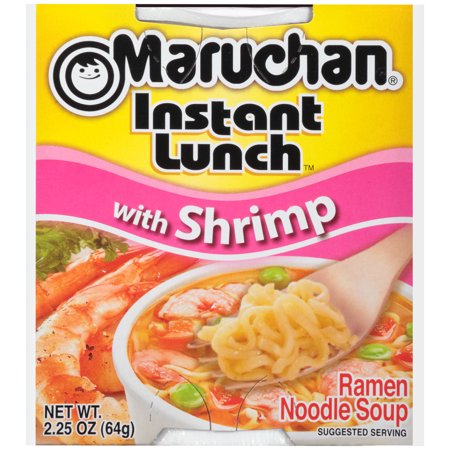 Maruchan®
Instant
Lunch™
with Shrimp
Ramen
Noodle Soup
SUGGESTED SERVING
NET WT.
2.25 OZ (64g)